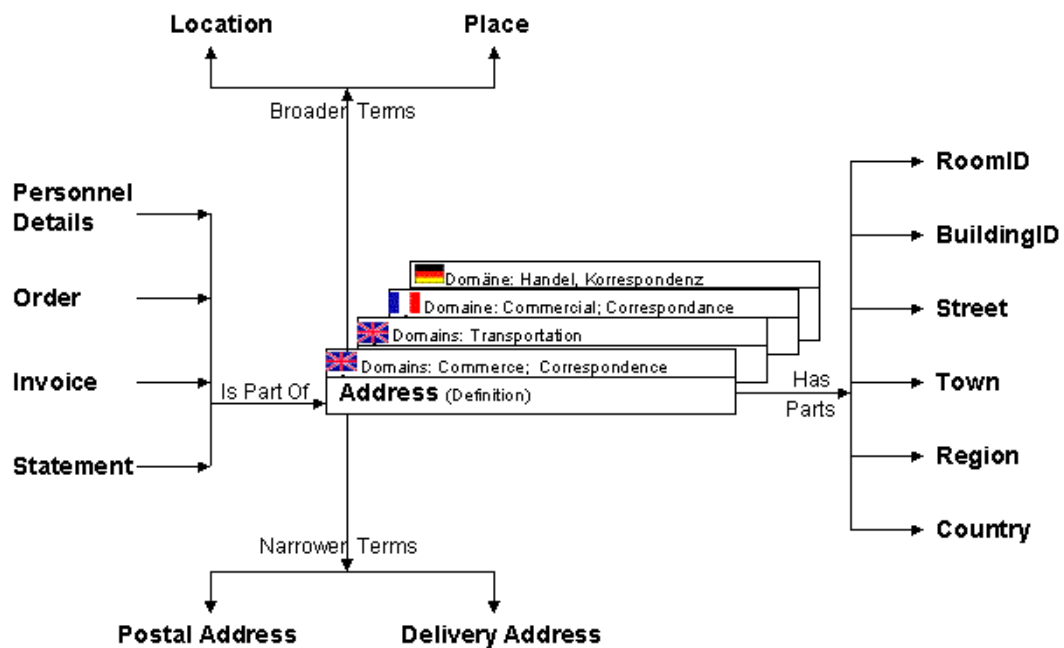 Location
Place
Broader Terms
Personnel
Details
Order
Invoice
Statement
Is Part Of
Domäne: Handel, Korrespondenz
Domaine: Commercial; Correspondance
Domains: Transportation
Domains: Commerce; Correspondence
Address (Definition)
Has
Parts
RoomID
BuildingID
Street
Town
Region
Country
Narrower Terms
Postal Address
Delivery Address